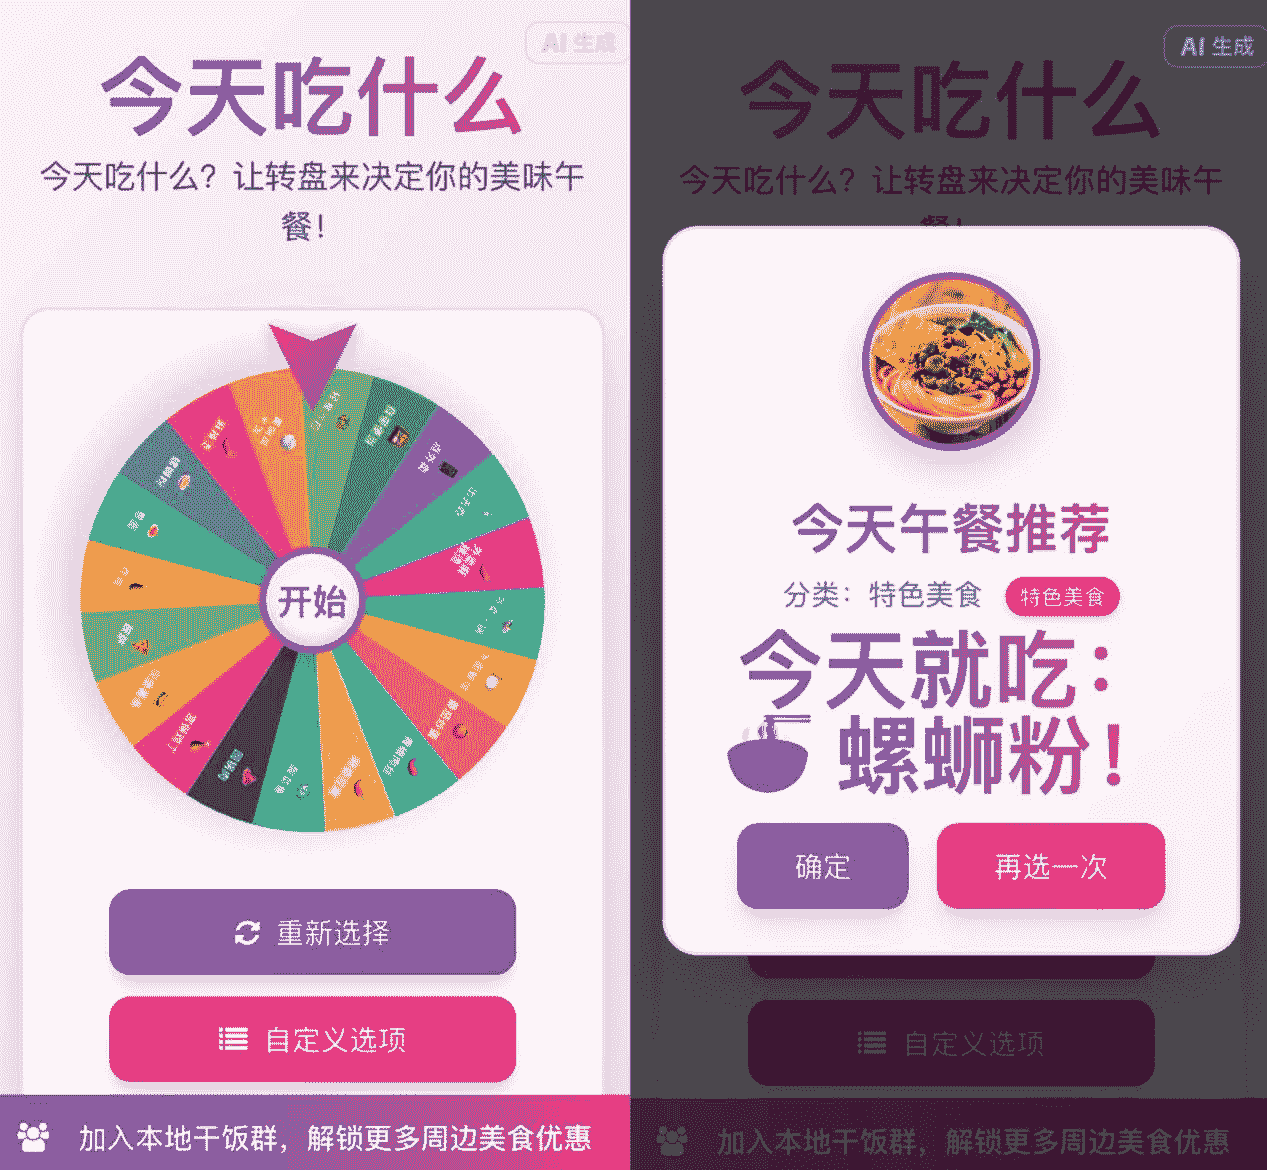 AI 生成
今天吃什么
今天吃什么？让转盘来决定你的美味午
餐！
开始
重新选择
自定义选项
加入本地干饭群，解锁更多周边美食优惠
AI 生成
今天吃什么
今天吃什么？让转盘来决定你的美味午
餐！
今天午餐推荐
分类：特色美食 特色美食
今天就吃：
螺蛳粉！
确定 再选一次
自定义选项
加入本地干饭群，解锁更多周边美食优惠